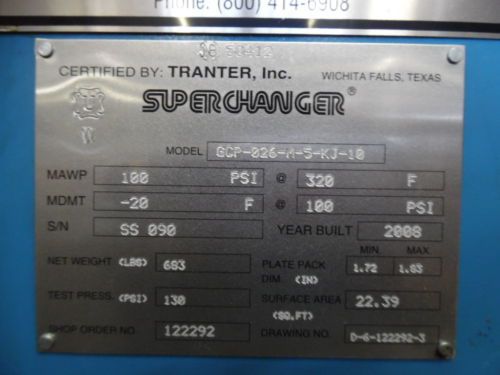 Phone: (800) 414-6908
CERTIFIED BY: TRANTER, Inc. WICHITA FALLS, TEXAS
SUPERCHANGER®
U
W
MODEL GCP-026-M-5-KJ-10
MAWP 100 PSI @ 320 F
MDMT -20 F @ 100 PSI
S/N SS 090 YEAR BUILT 2008
MIN. MAX.
NET WEIGHT (LBS) 683 PLATE PACK 1.72 1.83
DIM. (IN)
TEST PRESS. (PSI) 130 SURFACE AREA 22.39
(SQ.FT)
SHOP ORDER NO. 122292 DRAWING NO. D-6-122292-3